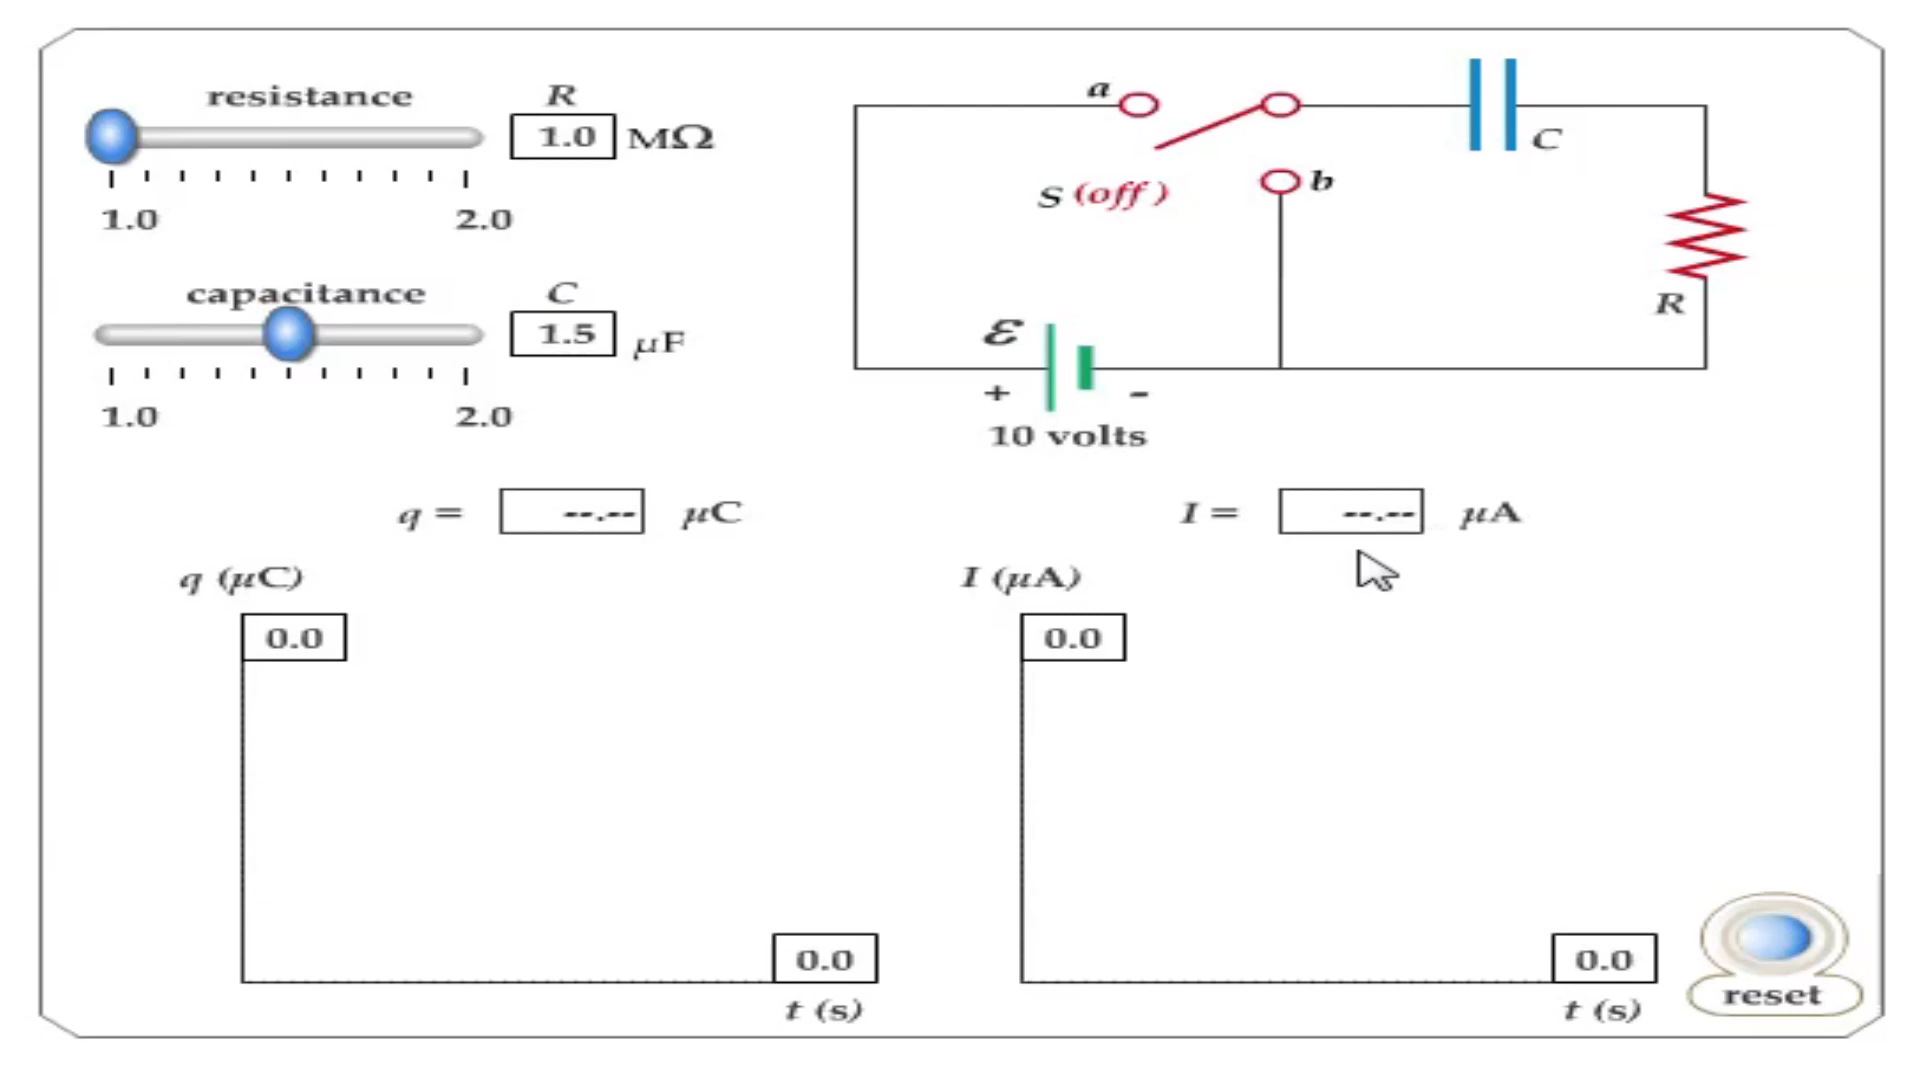 resistance R
1.0 MΩ
1.0 2.0
capacitance C
1.5 μF
1.0 2.0
a
b
S (off)
C
R
ℰ
+ -
10 volts
q = --.-- μC
I = --.-- μA
q (μC)
0.0
0.0
t (s)
I (μA)
0.0
0.0
t (s)
reset